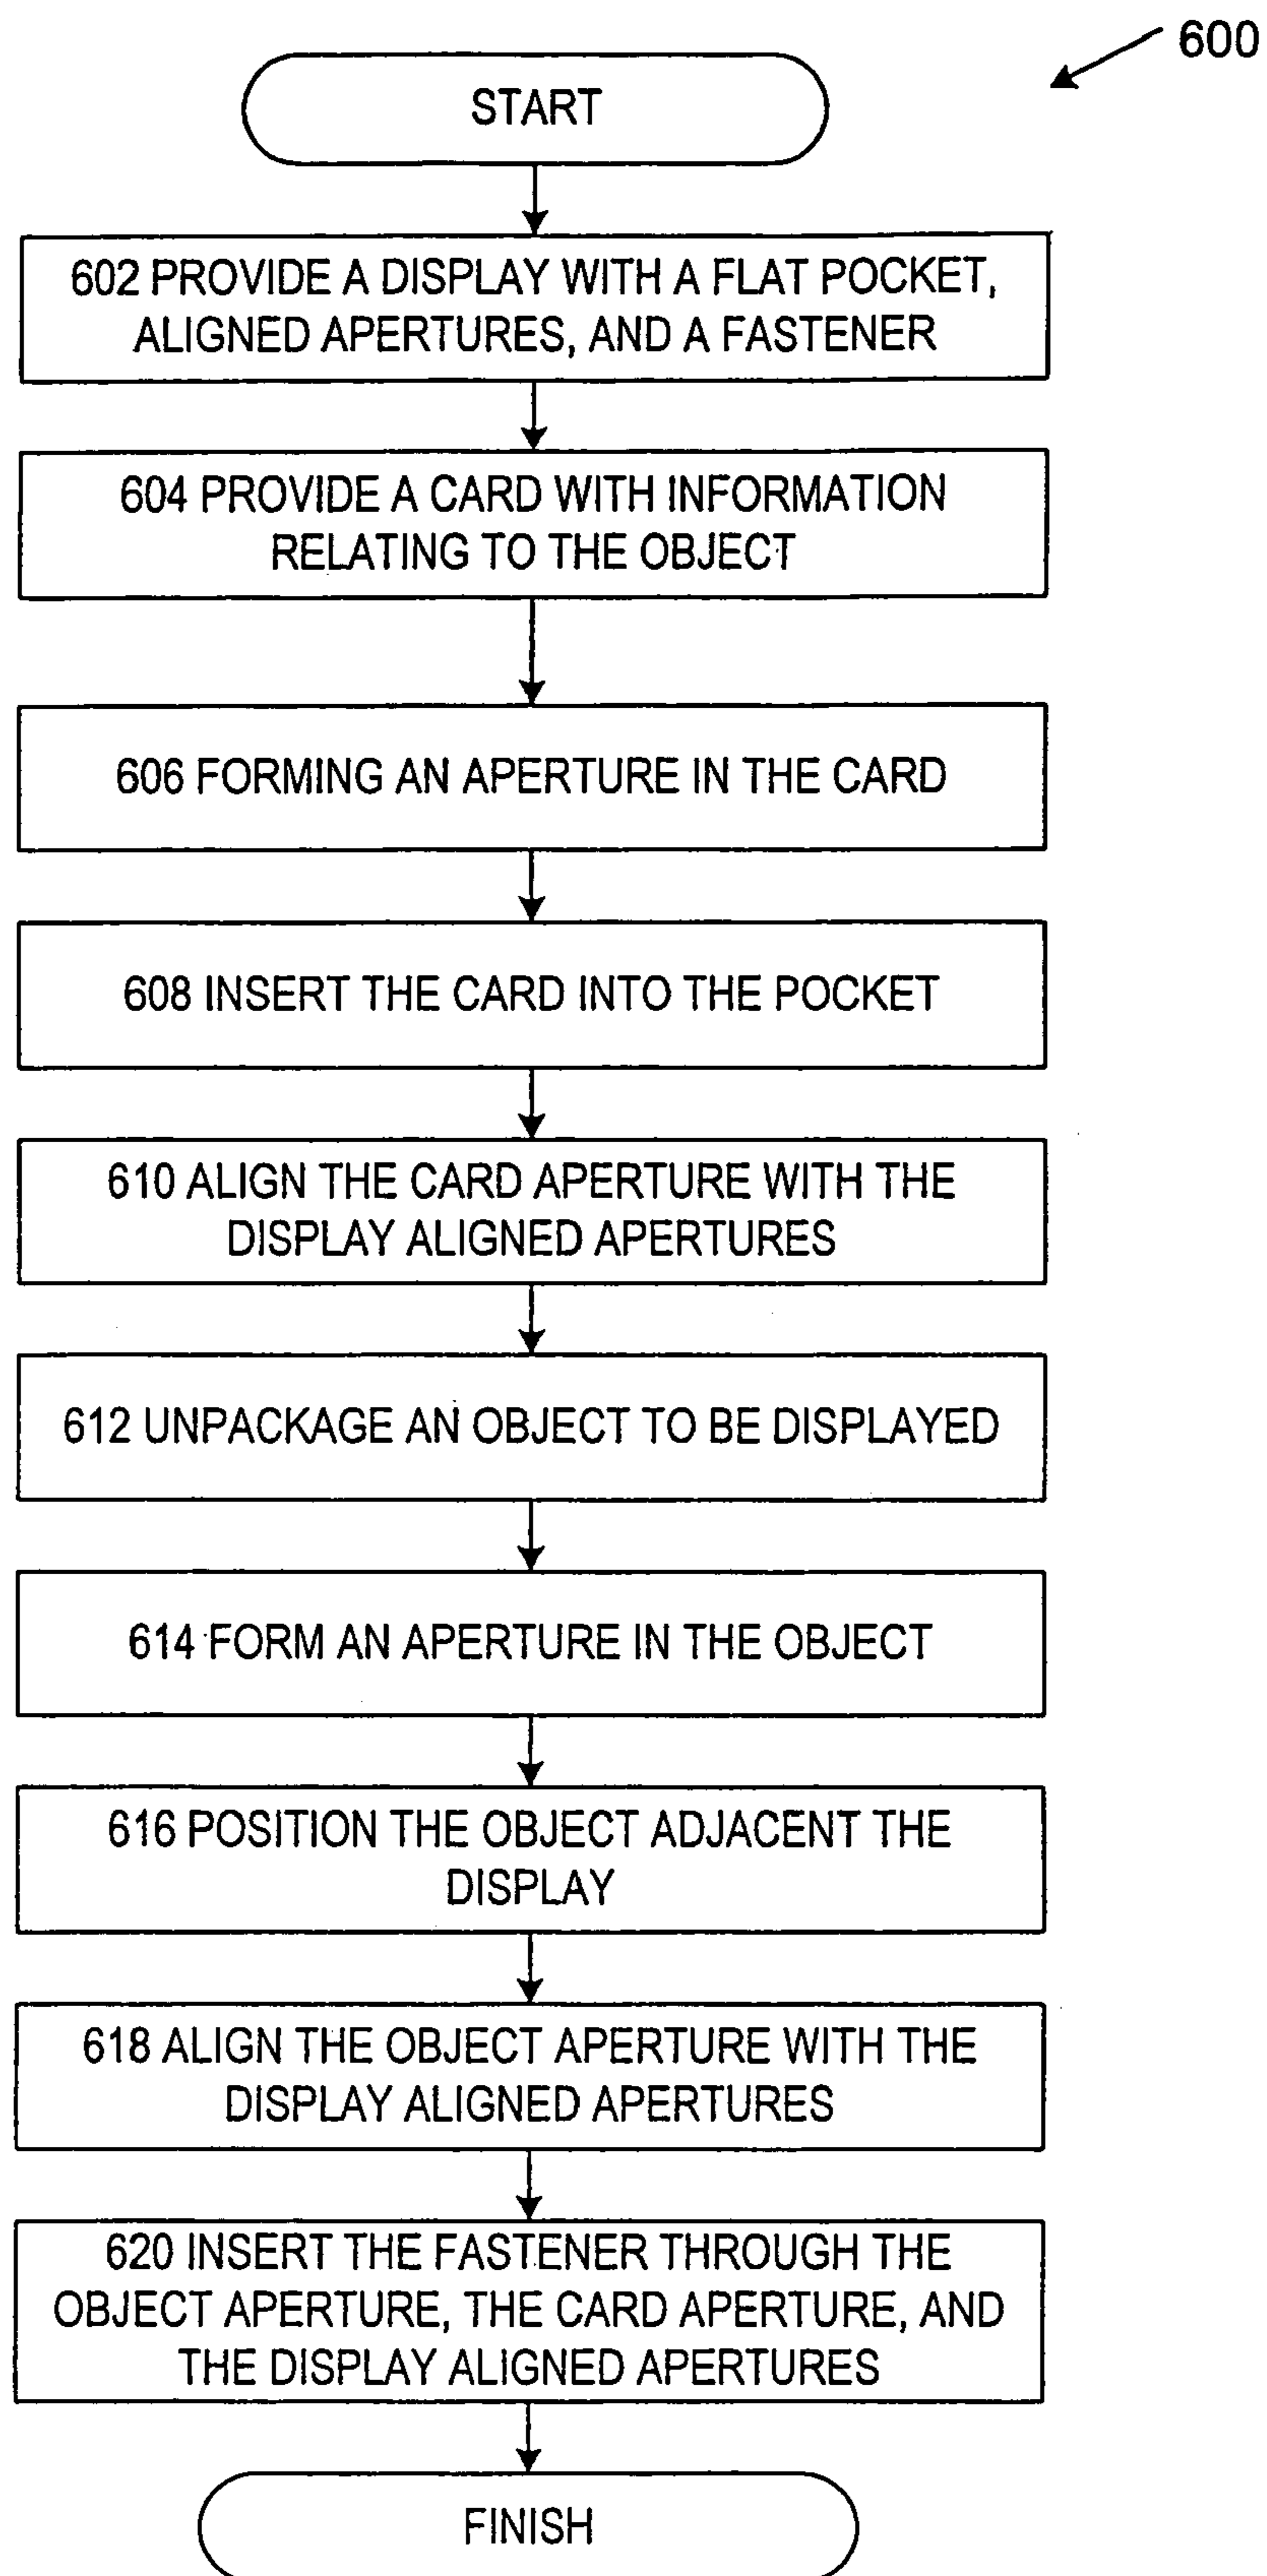 600
START
602 PROVIDE A DISPLAY WITH A FLAT POCKET,
ALIGNED APERTURES, AND A FASTENER
604 PROVIDE A CARD WITH INFORMATION
RELATING TO THE OBJECT
606 FORMING AN APERTURE IN THE CARD
608 INSERT THE CARD INTO THE POCKET
610 ALIGN THE CARD APERTURE WITH THE
DISPLAY ALIGNED APERTURES
612 UNPACKAGE AN OBJECT TO BE DISPLAYED
614 FORM AN APERTURE IN THE OBJECT
616 POSITION THE OBJECT ADJACENT THE
DISPLAY
618 ALIGN THE OBJECT APERTURE WITH THE
DISPLAY ALIGNED APERTURES
620 INSERT THE FASTENER THROUGH THE
OBJECT APERTURE, THE CARD APERTURE, AND
THE DISPLAY ALIGNED APERTURES
FINISH